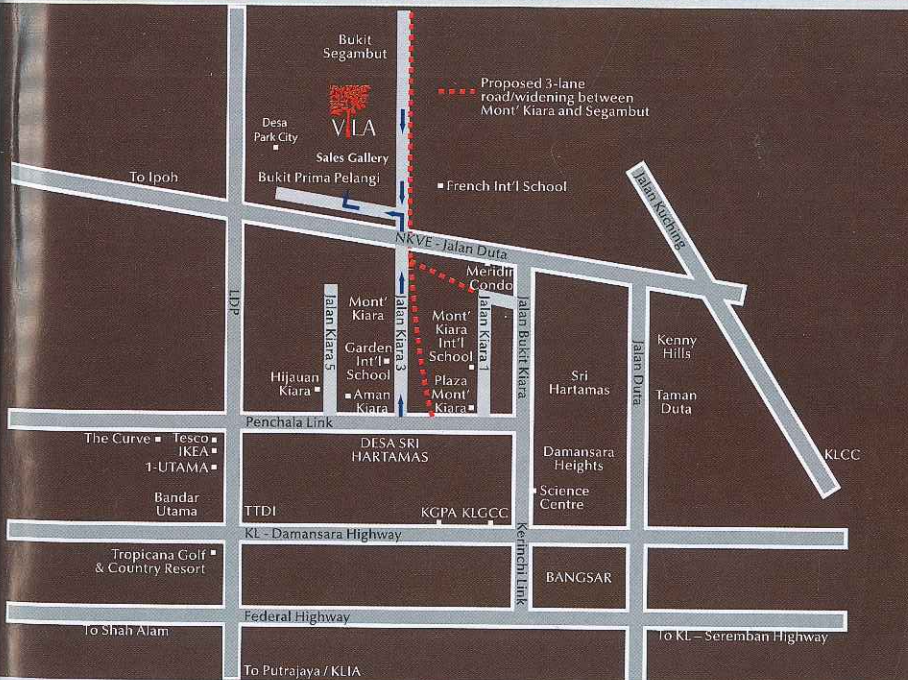 Bukit
Segambut
Proposed 3-lane
road/widening between
Mont' Kiara and Segambut
VILA
Desa
Park City
Sales Gallery
Bukit Prima Pelangi
To Ipoh
French Int'l School
Jalan Kuching
NKVE - Jalan Duta
Meridin
Condo
LDP
Jalan Kiara 5
Mont'
Kiara
Jalan Kiara 3
Garden
Int'l
School
Mont'
Kiara
Int'l
School
Jalan Kiara 1
Jalan Bukit Kiara
Jalan Duta
Kenny
Hills
Hijauan
Kiara
Aman
Kiara
Plaza
Mont'
Kiara
Sri
Hartamas
Taman
Duta
Penchala Link
The Curve
Tesco
IKEA
1-UTAMA
DESA SRI
HARTAMAS
Damansara
Heights
KLCC
Bandar
Utama
TTDI
KGPA KLGCC
Science
Centre
KL - Damansara Highway
Kerinchi Link
Tropicana Golf
& Country Resort
BANGSAR
Federal Highway
To Shah Alam
To KL – Seremban Highway
To Putrajaya / KLIA